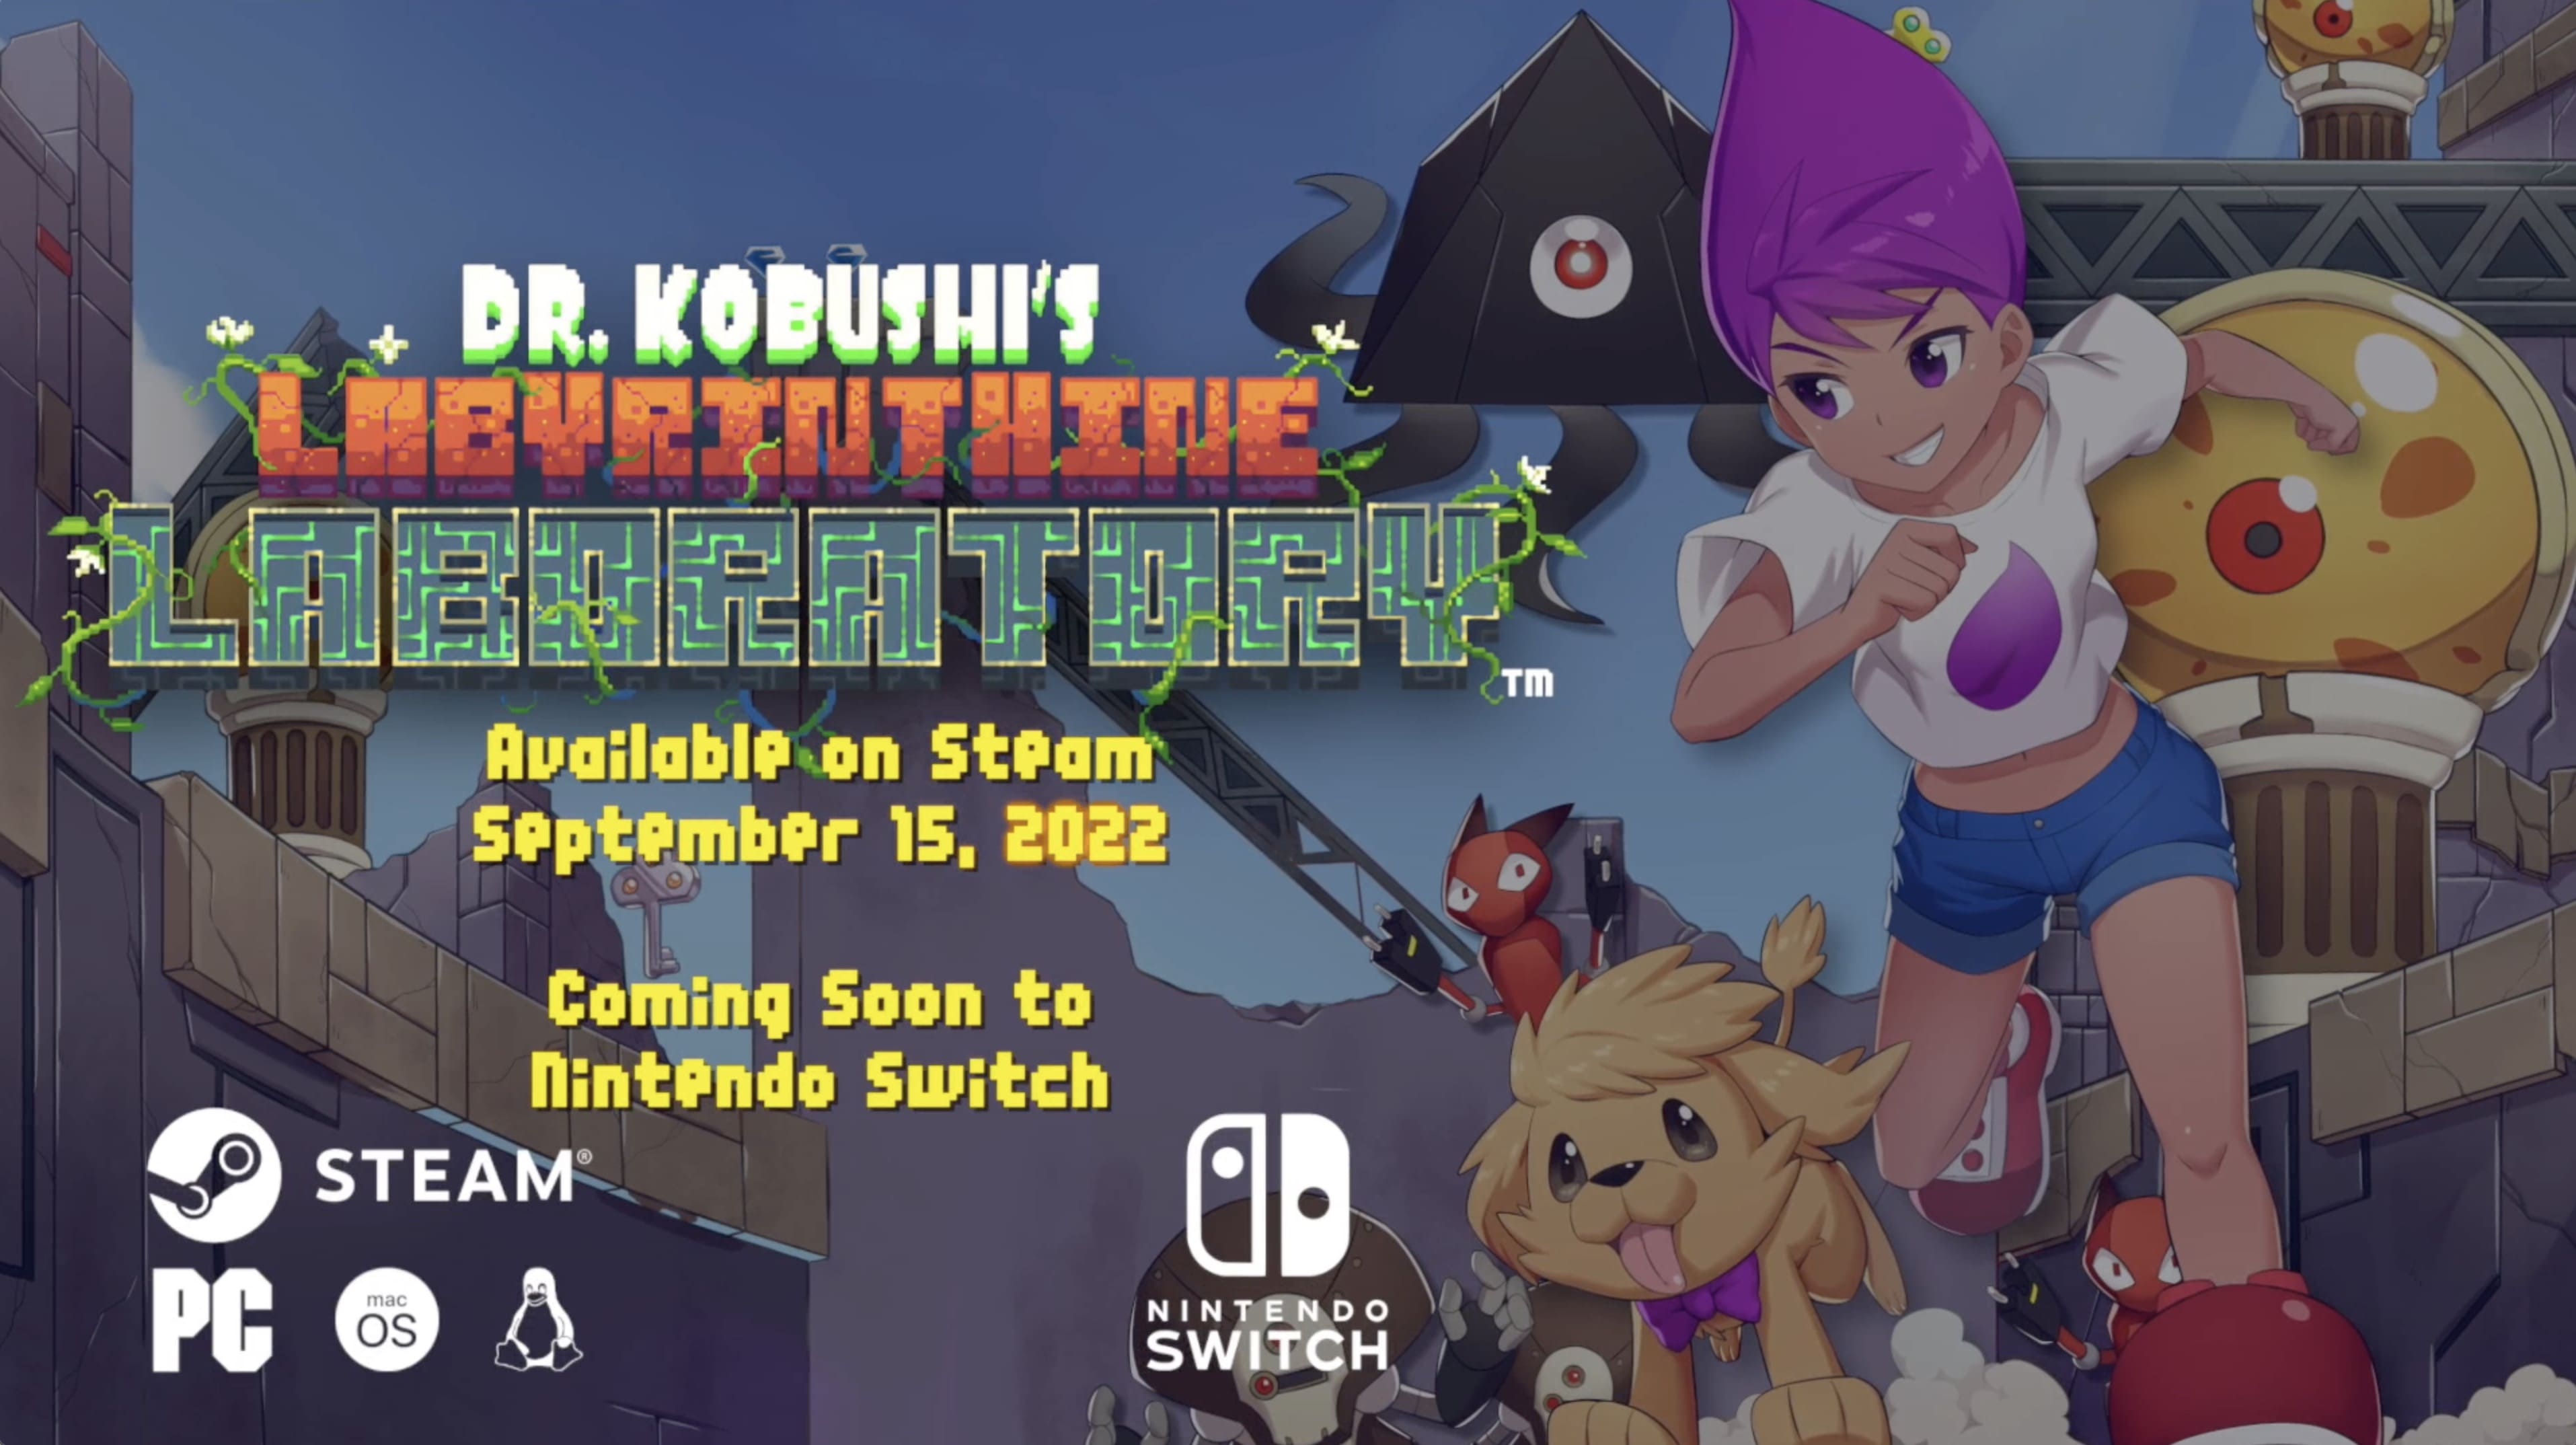 DR. KOBUSHI'S
LABYRINTHINE
LABORATORY
TM
Available on Steam
September 15, 2022
Coming Soon to
Nintendo Switch
STEAM®
PC
mac
OS
NINTENDO
SWITCH